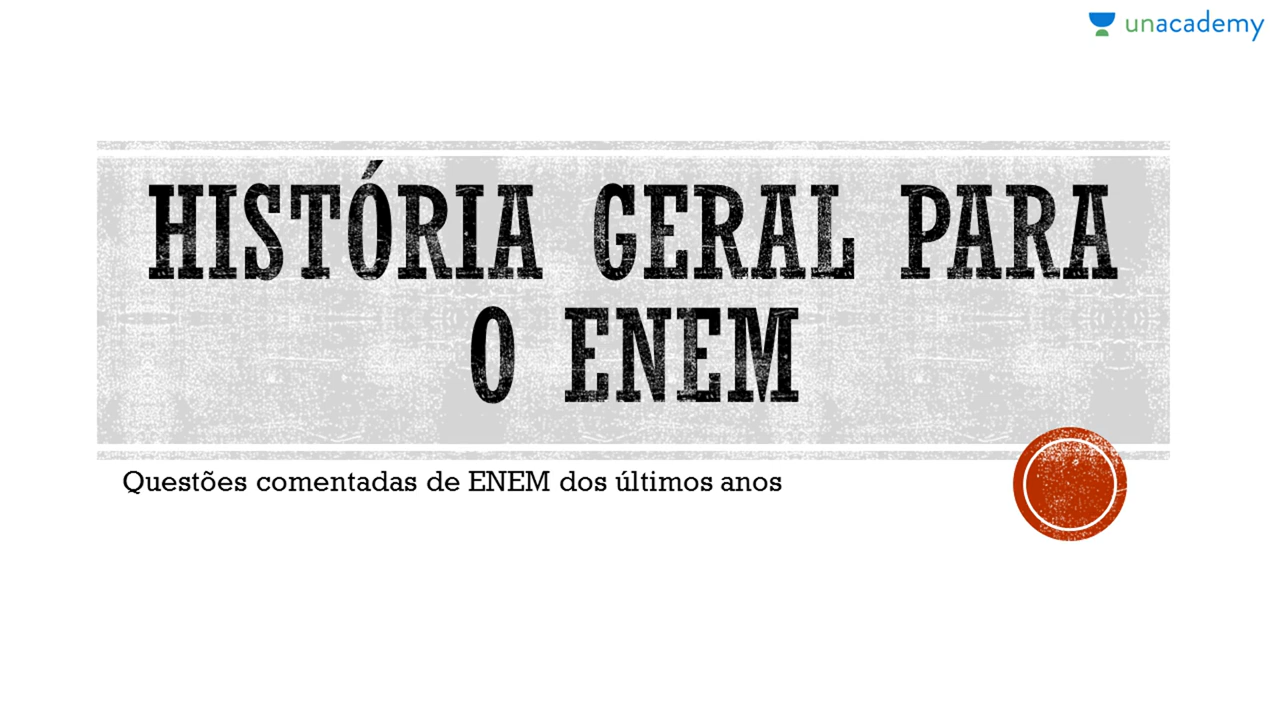 unacademy
HISTÓRIA GERAL PARA
O ENEM
Questões comentadas de ENEM dos últimos anos